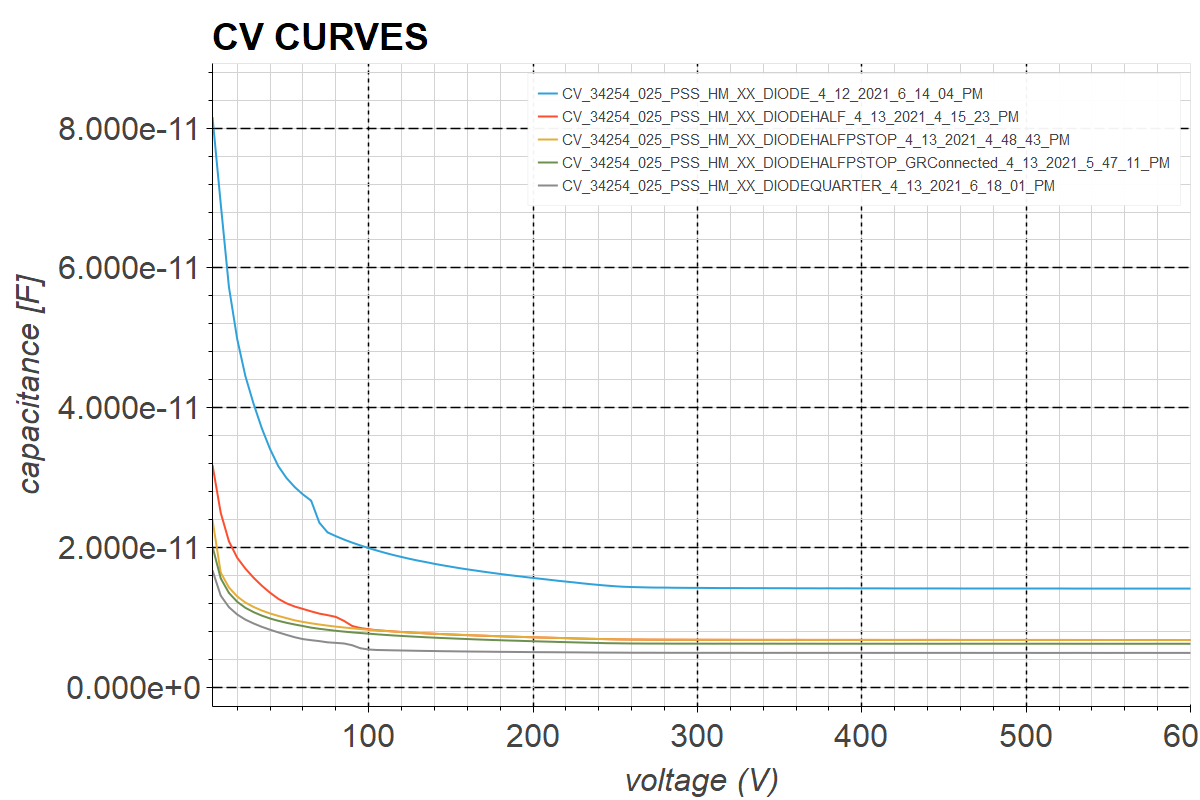 CV CURVES
CV_34254_025_PSS_HM_XX_DIODE_4_12_2021_6_14_04_PM
CV_34254_025_PSS_HM_XX_DIODEHALF_4_13_2021_4_15_23_PM
CV_34254_025_PSS_HM_XX_DIODEHALFPSTOP_4_13_2021_4_48_43_PM
CV_34254_025_PSS_HM_XX_DIODEHALFPSTOP_GRConnected_4_13_2021_5_47_11_PM
CV_34254_025_PSS_HM_XX_DIODEQUARTER_4_13_2021_6_18_01_PM
capacitance [F]
8.000e-11
6.000e-11
4.000e-11
2.000e-11
0.000e+0
100 200 300 400 500 60
voltage (V)